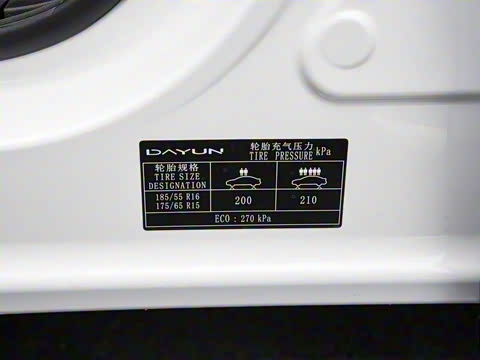 DAYUN
轮胎充气压力
TIRE PRESSURE kPa
轮胎规格
TIRE SIZE
DESIGNATION
185/55 R16
175/65 R15
200
210
ECO : 270 kPa